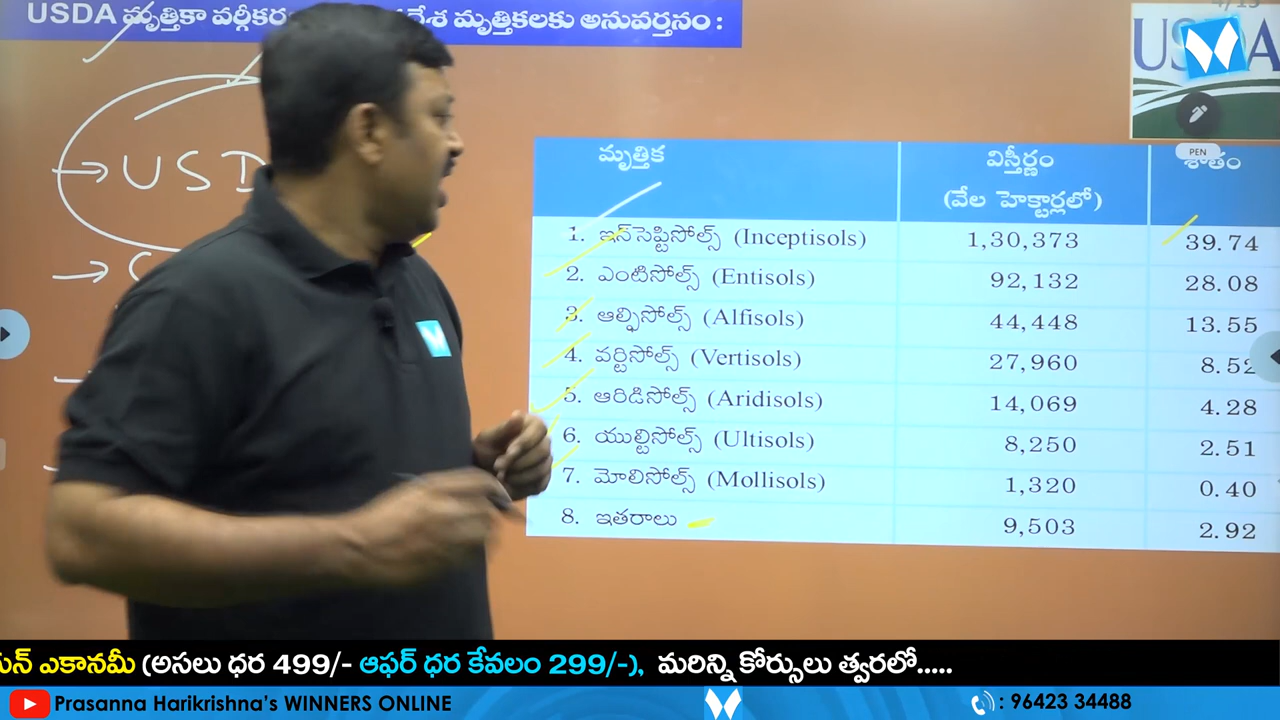 USDA మృత్తికా
మృత్తికలకు అనువర్తనం :
USD
PEN
మృత్తిక విస్తీర్ణం శాతం
(వేల హెక్టార్లలో)
1. ఇన్‌సెప్టిసోల్స్ (Inceptisols) 1,30,373 39.74
2. ఎంటిసోల్స్ (Entisols) 92,132 28.08
3. ఆల్ఫిసోల్స్ (Alfisols) 44,448 13.55
4. వర్టిసోల్స్ (Vertisols) 27,960 8.52
5. ఆరిడిసోల్స్ (Aridisols) 14,069 4.28
6. యుల్టిసోల్స్ (Ultisols) 8,250 2.51
7. మోలిసోల్స్ (Mollisols) 1,320 0.40
8. ఇతరాలు 9,503 2.92
ఎకానమీ (అసలు ధర 499/- ఆఫర్ ధర కేవలం 299/-), మరిన్ని కోర్సులు త్వరలో.....
Prasanna Harikrishna's WINNERS ONLINE : 96423 34488